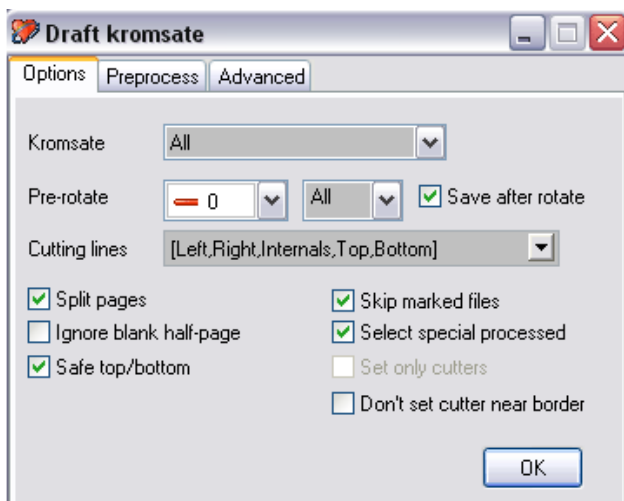 Draft kromsate
Options Preprocess Advanced
Kromsate All
Pre-rotate 0 All Save after rotate
Cutting lines [Left,Right,Internals,Top,Bottom]
Split pages Skip marked files
Ignore blank half-page Select special processed
Safe top/bottom Set only cutters
Don't set cutter near border
OK